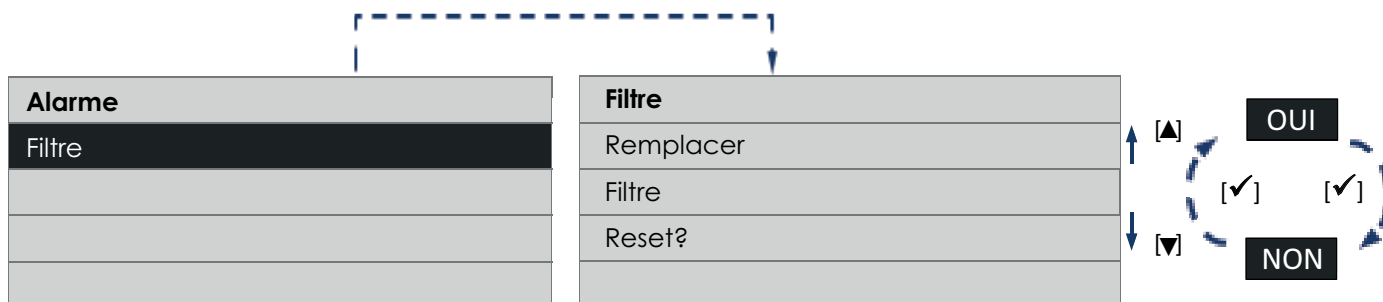 Alarme
Filtre
Filtre
Remplacer
Filtre
Reset?
[▲]
[▼]
OUI
[✓] [✓]
NON